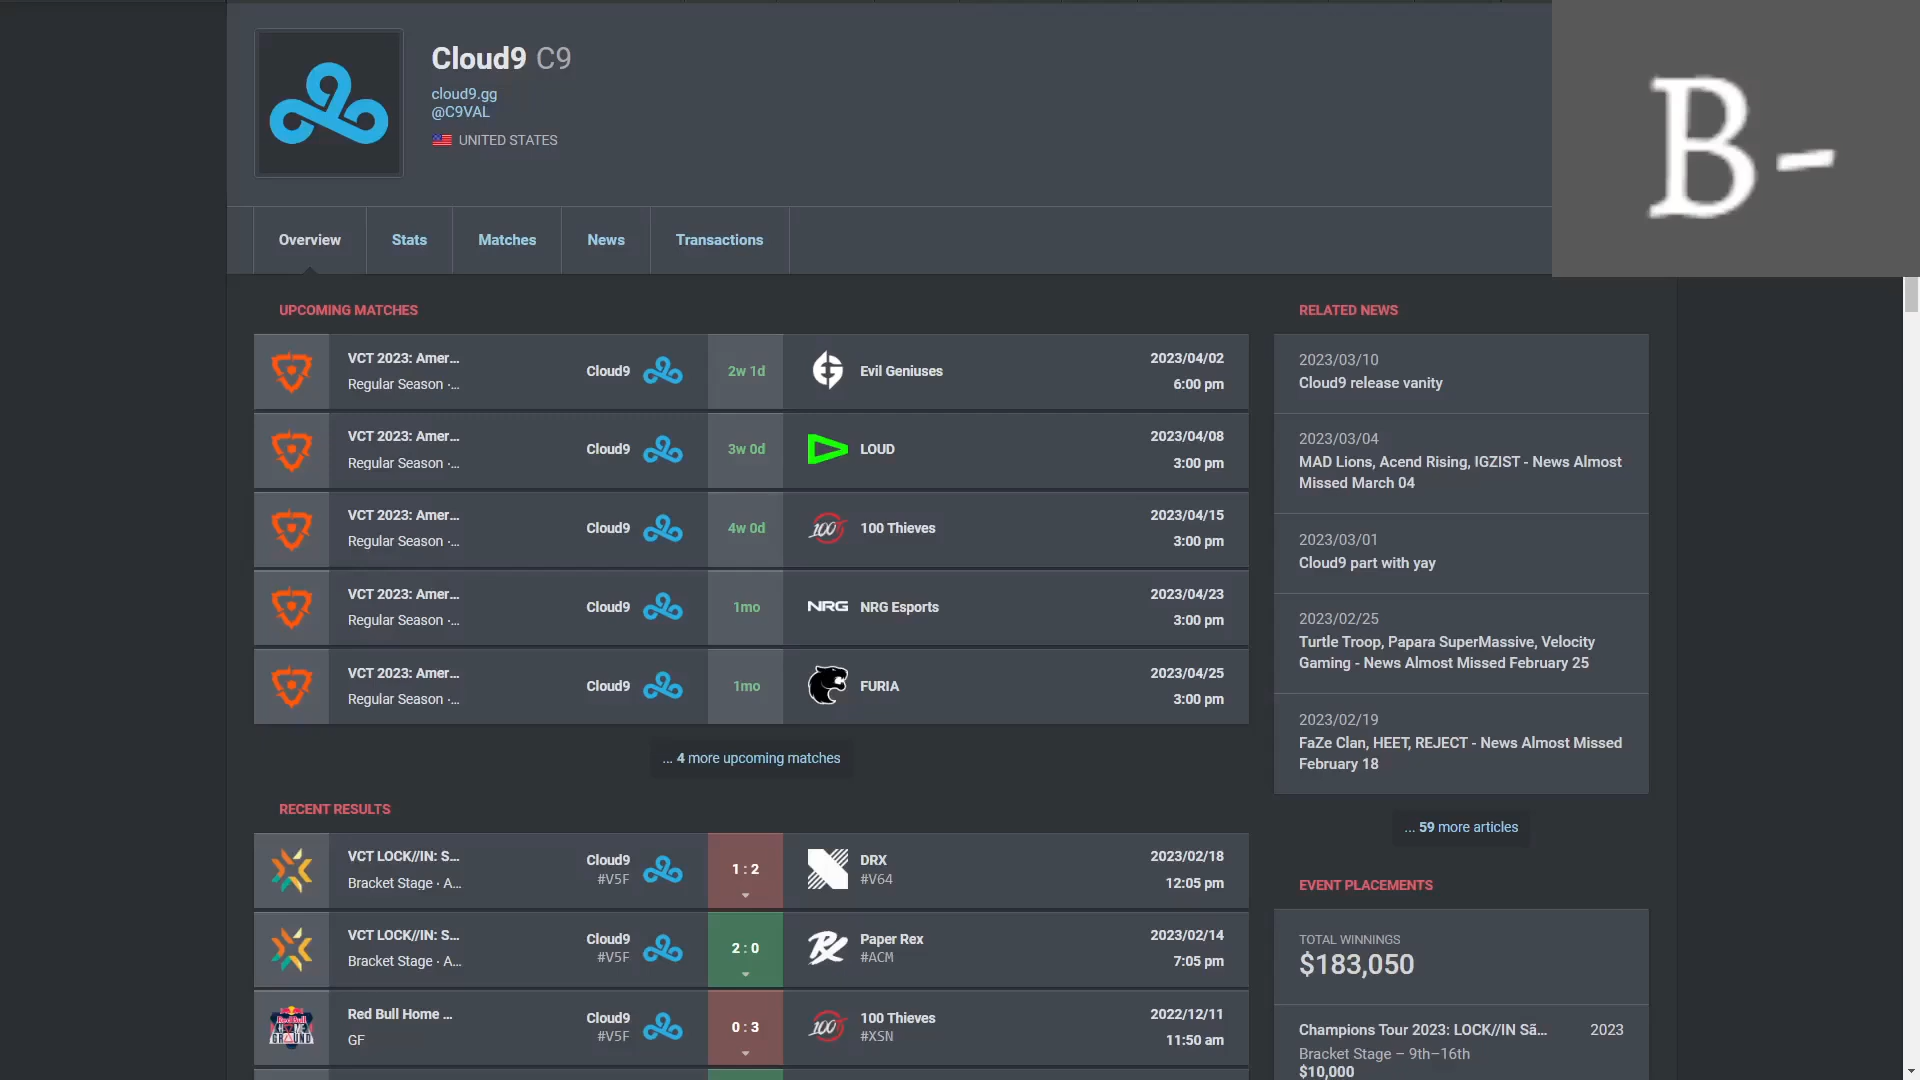 Cloud9 C9
cloud9.gg
@C9VAL
UNITED STATES
B-
Overview
Stats
Matches
News
Transactions
UPCOMING MATCHES
VCT 2023: Amer...
Regular Season ·...
Cloud9
2w 1d
Evil Geniuses
2023/04/02
6:00 pm
VCT 2023: Amer...
Regular Season ·...
Cloud9
3w 0d
LOUD
2023/04/08
3:00 pm
VCT 2023: Amer...
Regular Season ·...
Cloud9
4w 0d
100
100 Thieves
2023/04/15
3:00 pm
VCT 2023: Amer...
Regular Season ·...
Cloud9
1mo
NRG
NRG Esports
2023/04/23
3:00 pm
VCT 2023: Amer...
Regular Season ·...
Cloud9
1mo
FURIA
2023/04/25
3:00 pm
... 4 more upcoming matches
RECENT RESULTS
VCT LOCK//IN: S...
Bracket Stage · A...
Cloud9
#V5F
1 : 2
DRX
#V64
2023/02/18
12:05 pm
VCT LOCK//IN: S...
Bracket Stage · A...
Cloud9
#V5F
2 : 0
Paper Rex
#ACM
2023/02/14
7:05 pm
Red Bull
HOME
GROUND
Red Bull Home ...
GF
Cloud9
#V5F
0 : 3
100
100 Thieves
#XSN
2022/12/11
11:50 am
RELATED NEWS
2023/03/10
Cloud9 release vanity
2023/03/04
MAD Lions, Acend Rising, IGZIST - News Almost
Missed March 04
2023/03/01
Cloud9 part with yay
2023/02/25
Turtle Troop, Papara SuperMassive, Velocity
Gaming - News Almost Missed February 25
2023/02/19
FaZe Clan, HEET, REJECT - News Almost Missed
February 18
... 59 more articles
EVENT PLACEMENTS
TOTAL WINNINGS
$183,050
Champions Tour 2023: LOCK//IN Sã...
2023
Bracket Stage – 9th–16th
$10,000